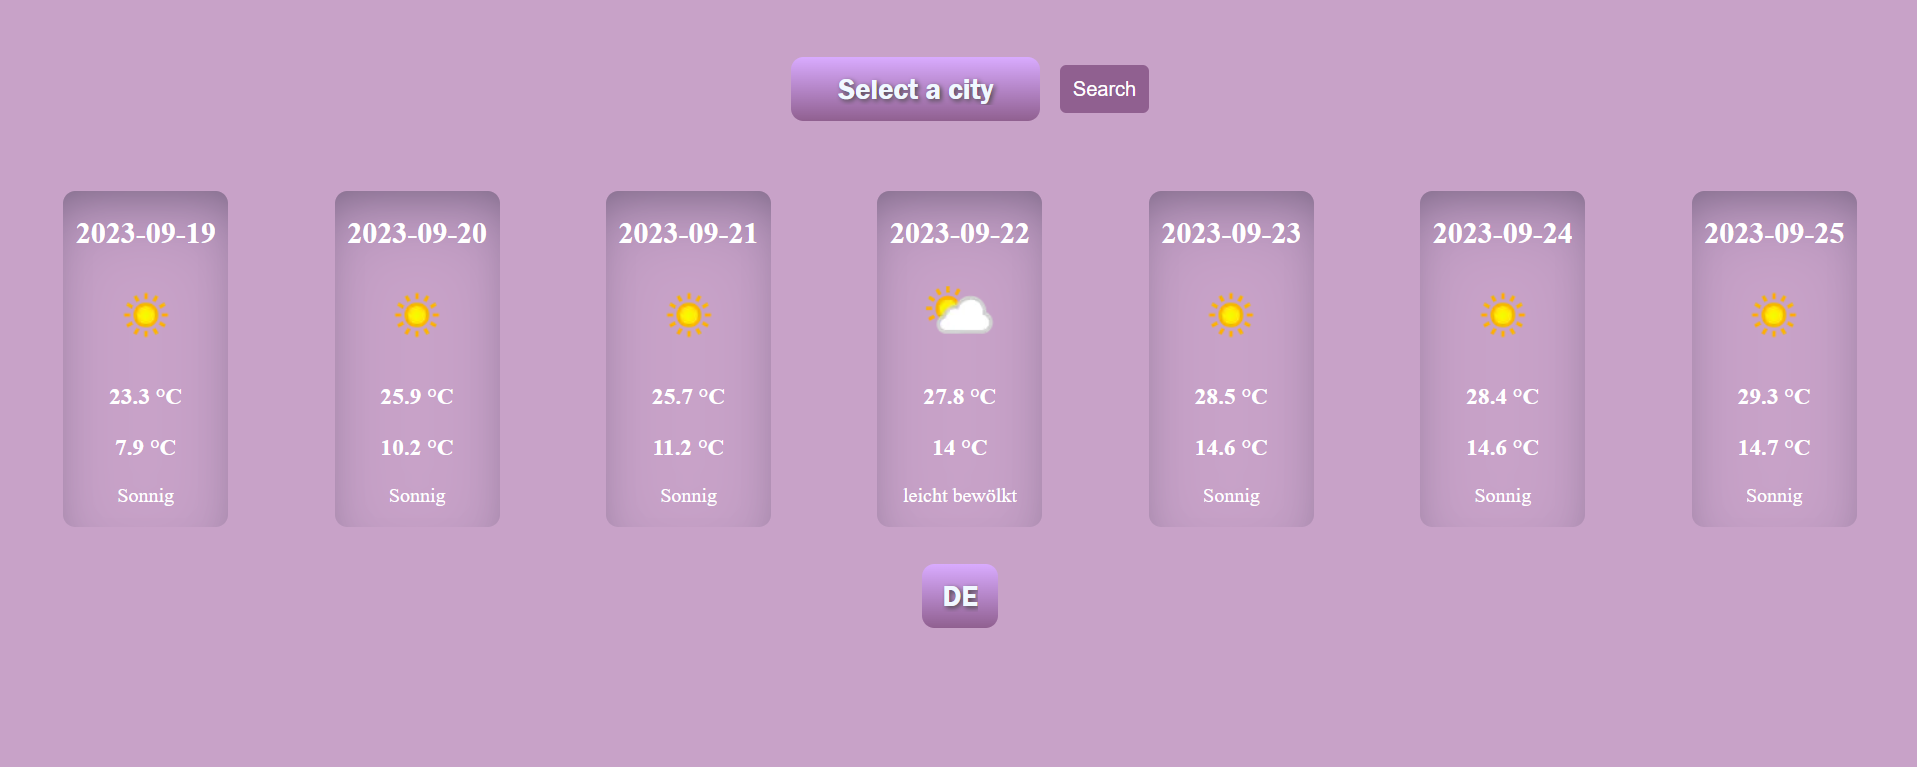 Select a city
Search
2023-09-19
23.3 °C
7.9 °C
Sonnig
2023-09-20
25.9 °C
10.2 °C
Sonnig
2023-09-21
25.7 °C
11.2 °C
Sonnig
2023-09-22
27.8 °C
14 °C
leicht bewölkt
2023-09-23
28.5 °C
14.6 °C
Sonnig
2023-09-24
28.4 °C
14.6 °C
Sonnig
2023-09-25
29.3 °C
14.7 °C
Sonnig
DE